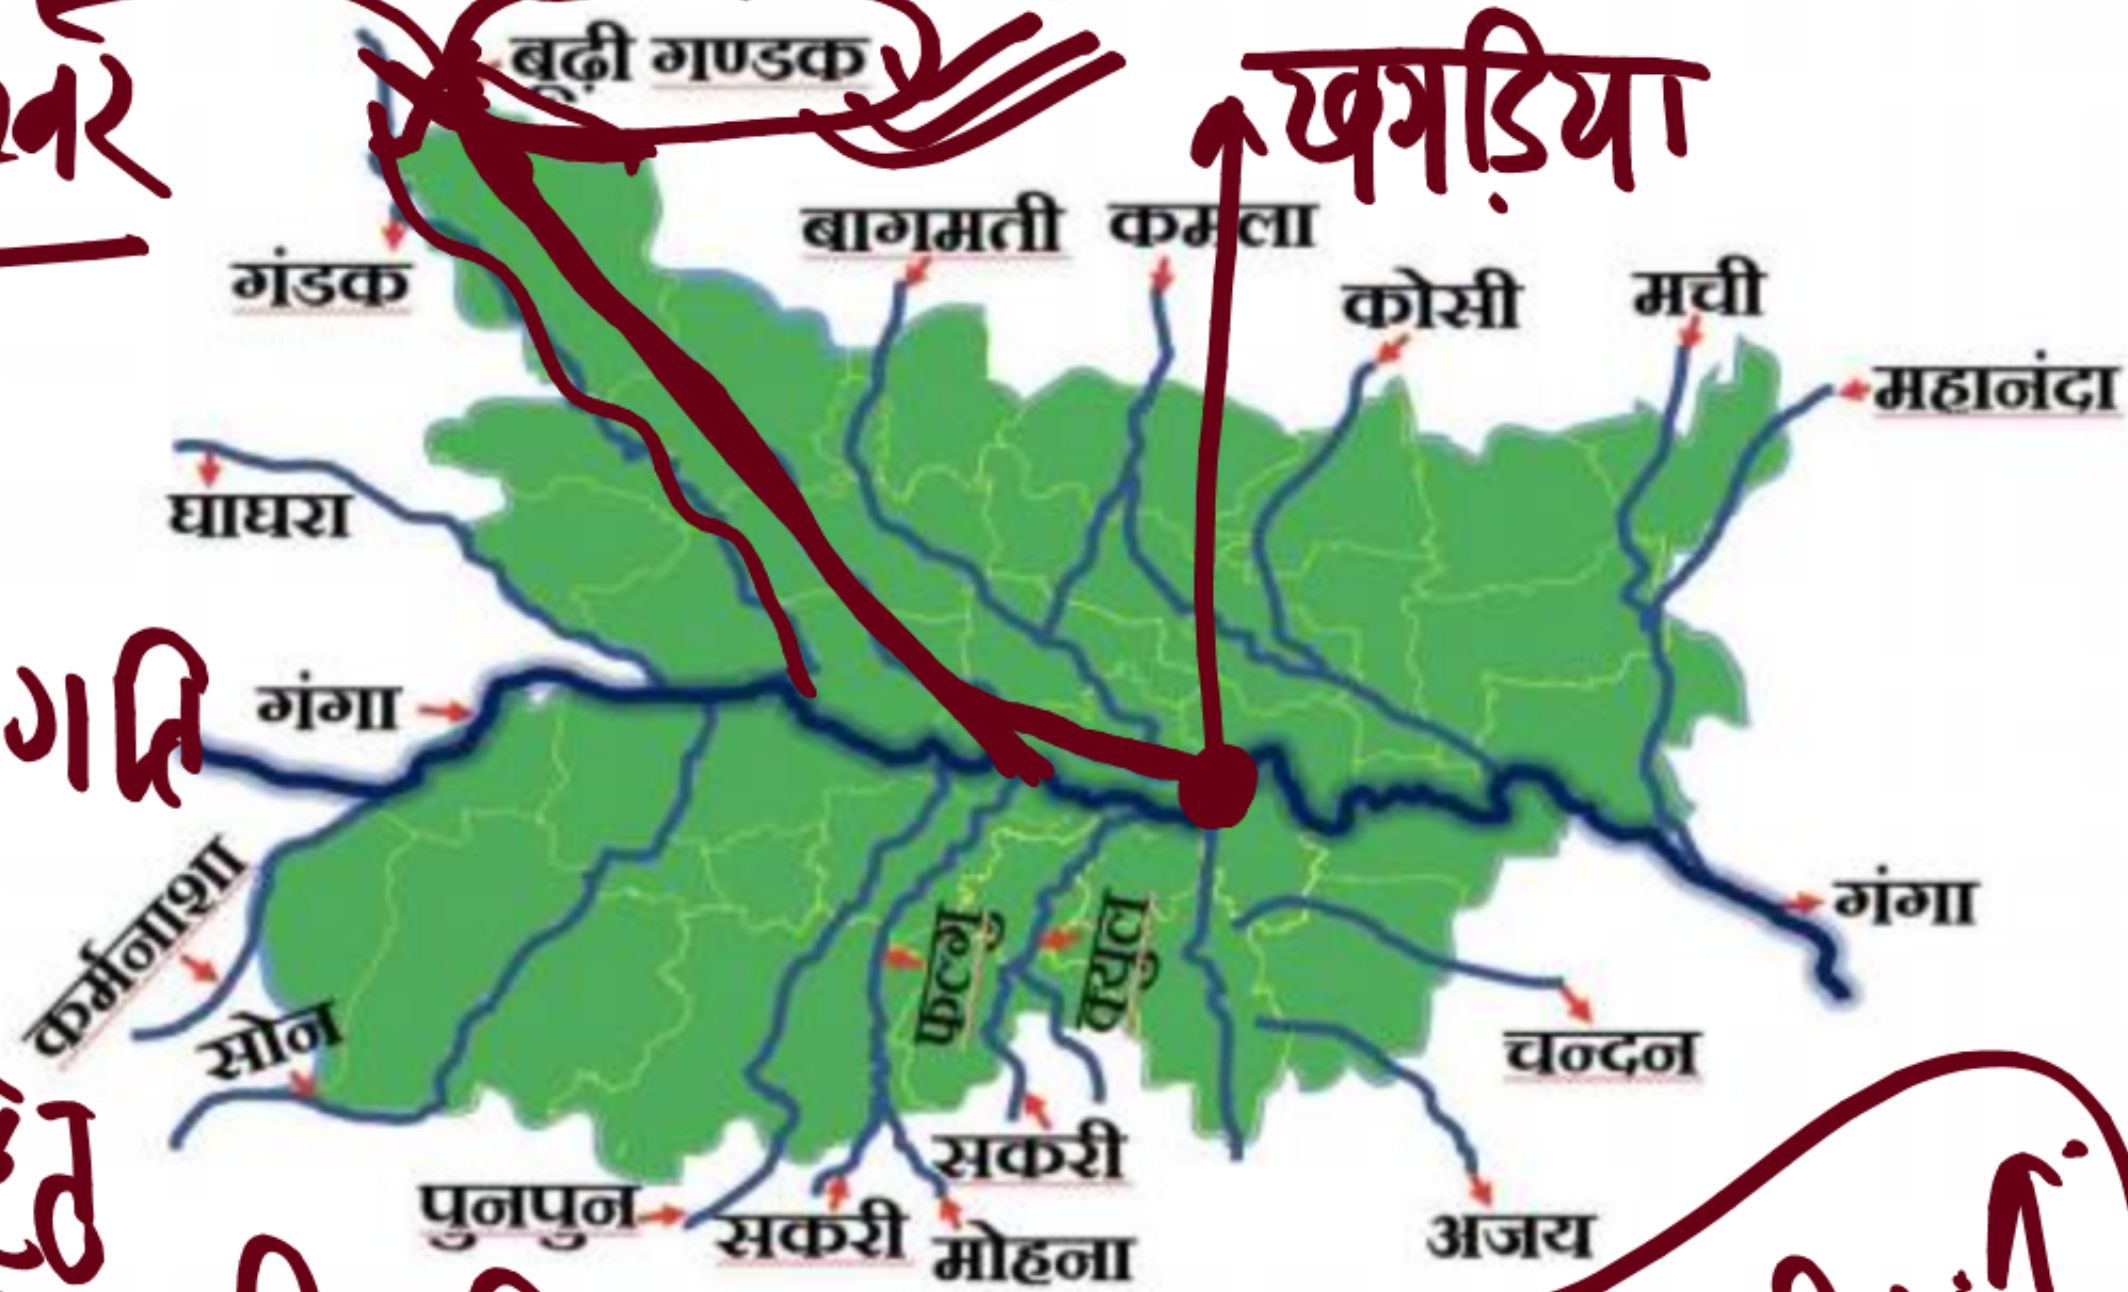 बूढ़ी गण्डक
खगड़िया
बागमती
कमला
गंडक
कोसी
मची
महानंदा
घाघरा
गति
गंगा
कर्मनाशा
सोन
फल्गु
क्युल
गंगा
चन्दन
सकरी
पुनपुन
सकरी
मोहना
अजय